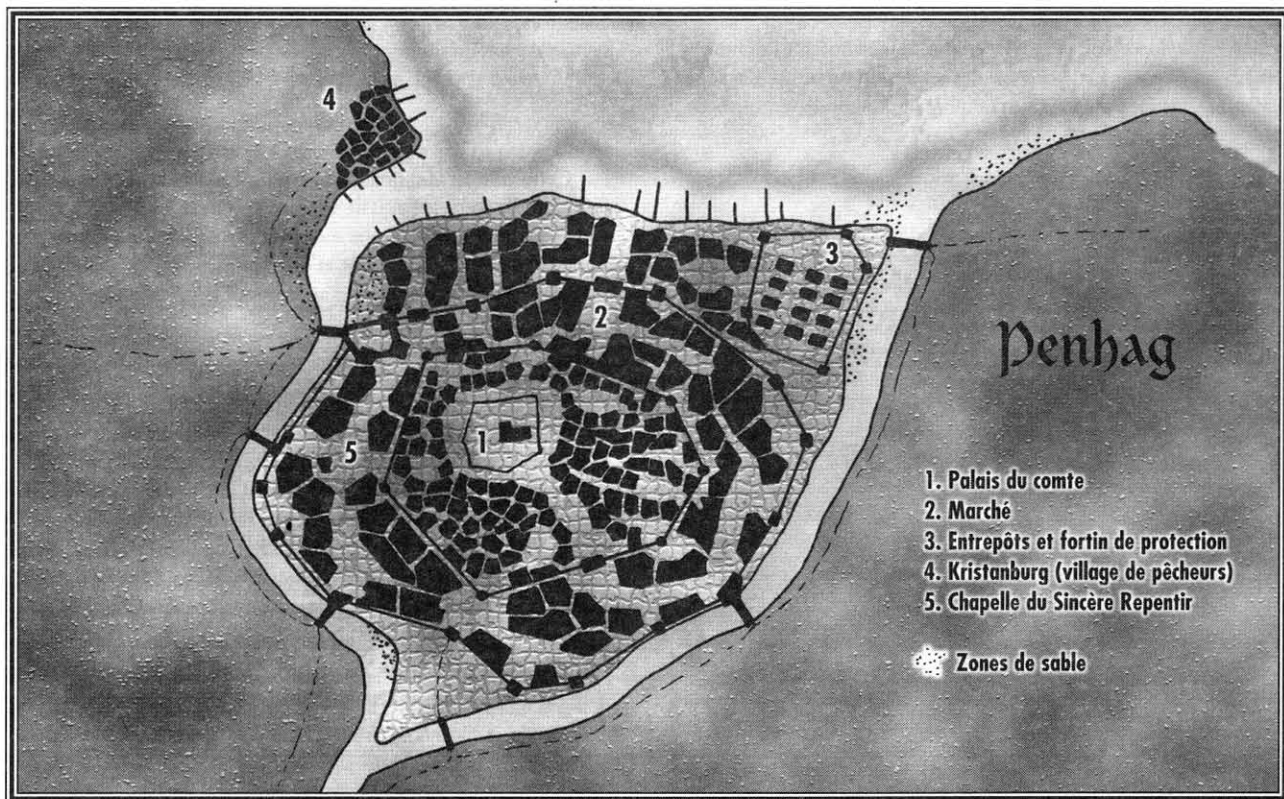 4
3
2
Penhag
1
5
1. Palais du comte
2. Marché
3. Entrepôts et fortin de protection
4. Kristanburg (village de pêcheurs)
5. Chapelle du Sincère Repentir
Zones de sable